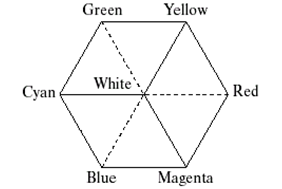 Green Yellow
Cyan White Red
Blue Magenta